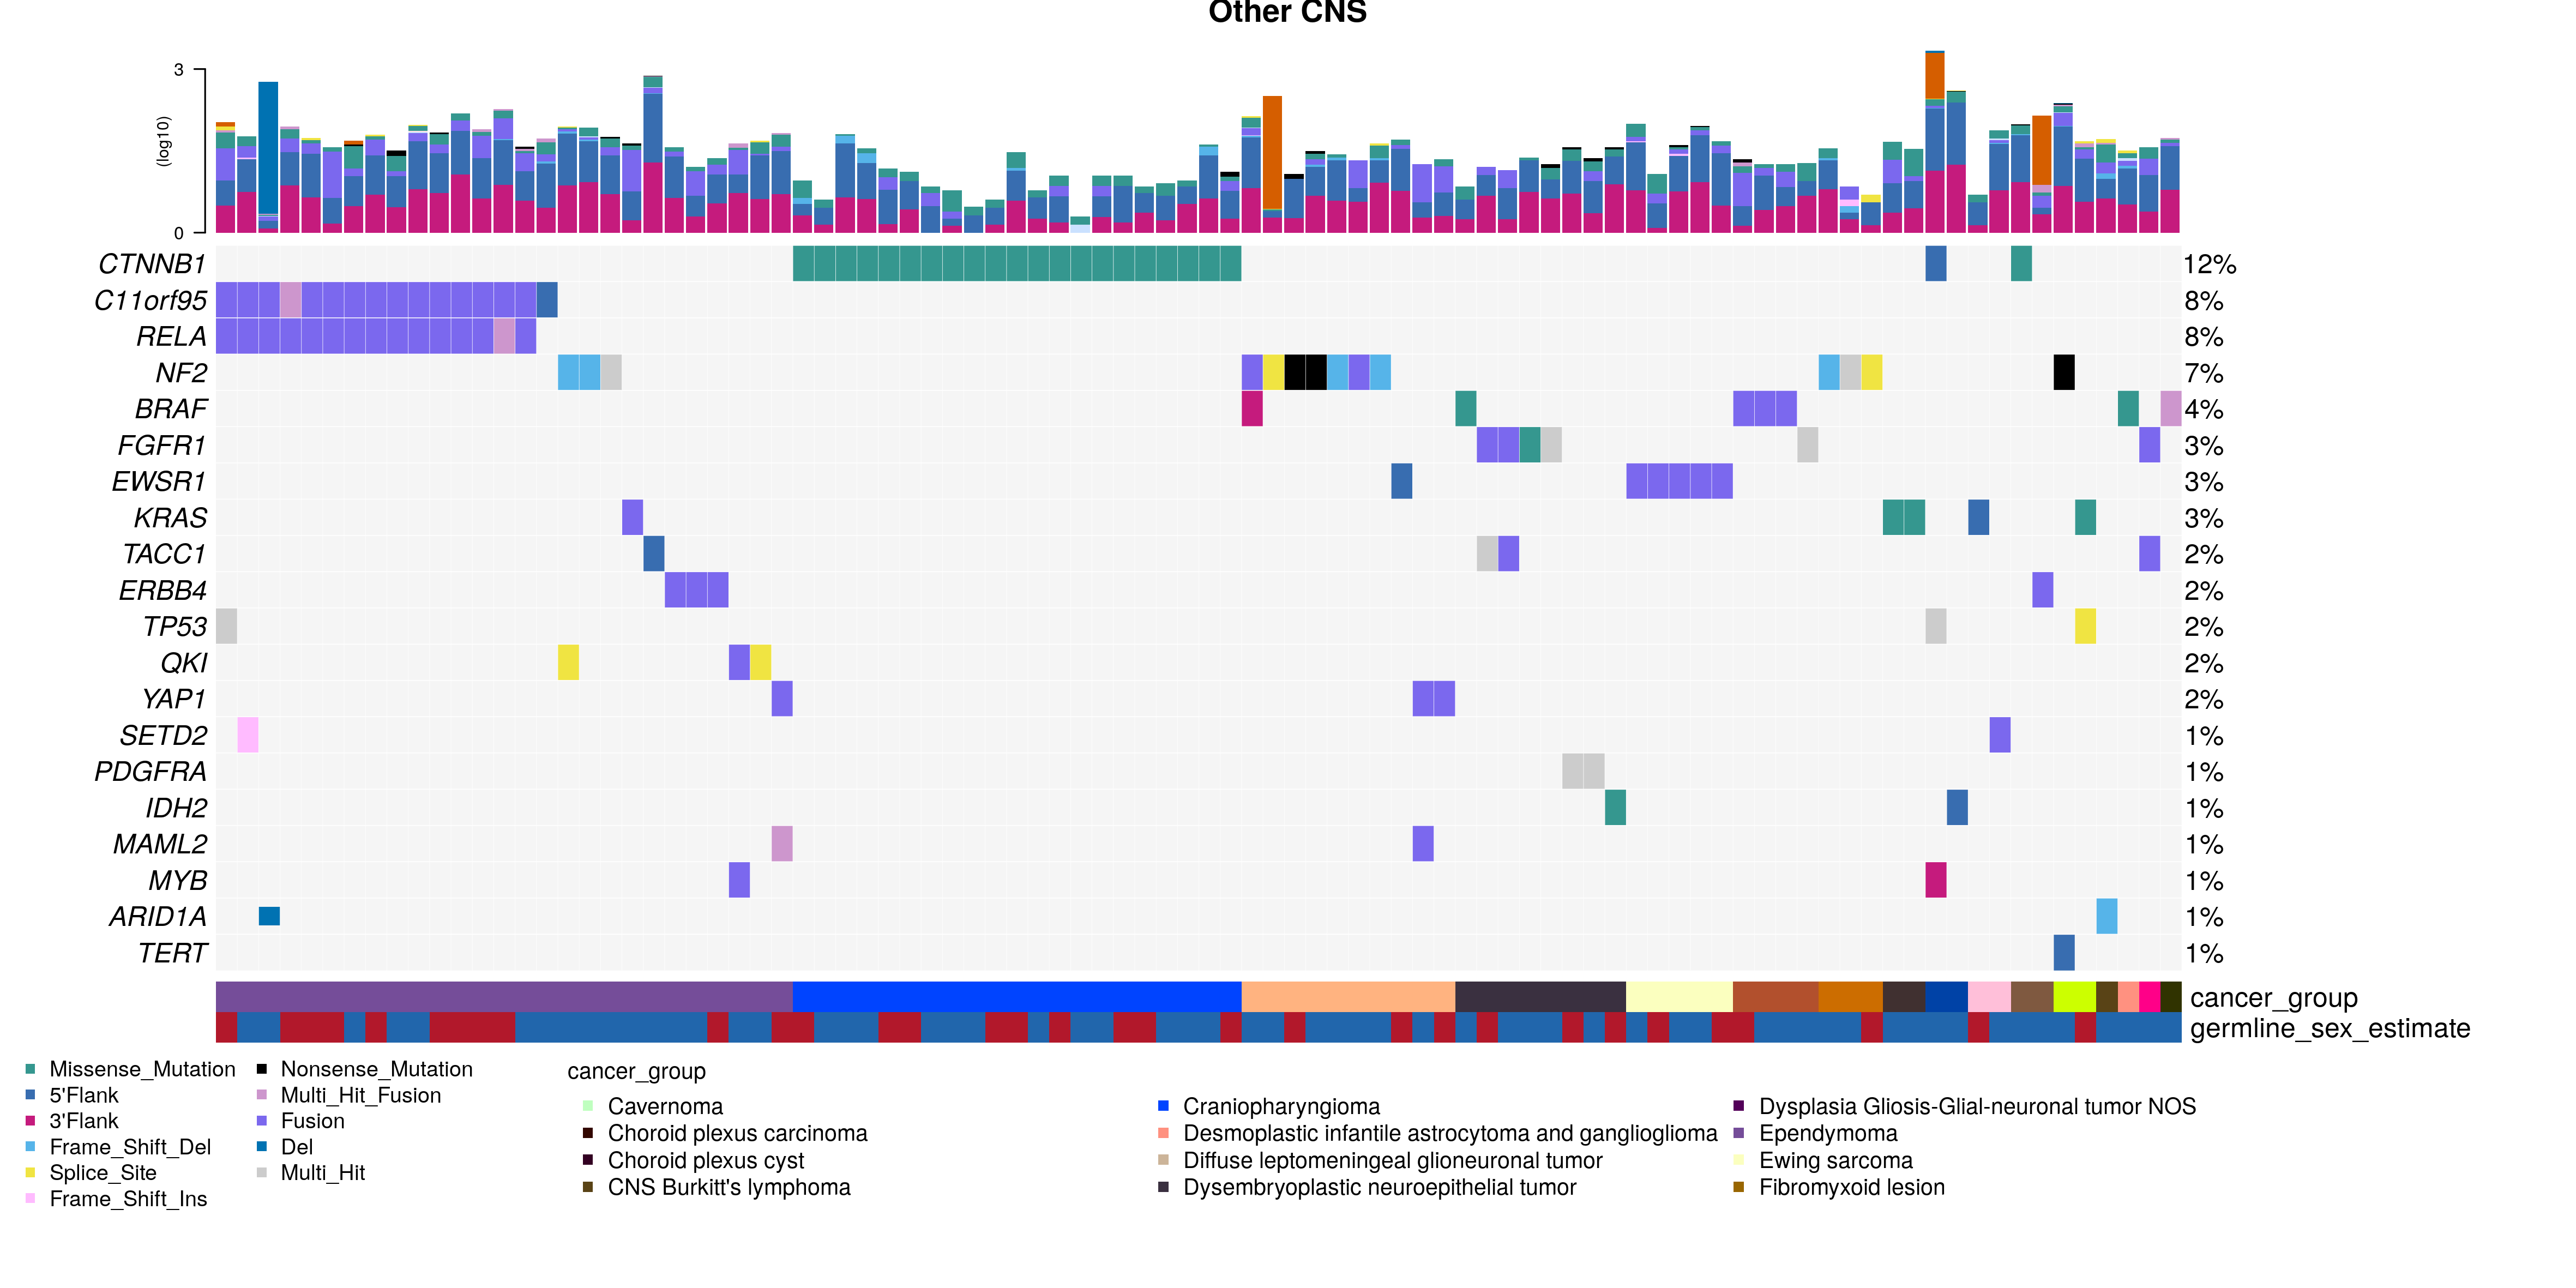 Other CNS
3
(log10)
0
CTNNB1 12%
C11orf95 8%
RELA 8%
NF2 7%
BRAF 4%
FGFR1 3%
EWSR1 3%
KRAS 3%
TACC1 2%
ERBB4 2%
TP53 2%
QKI 2%
YAP1 2%
SETD2 1%
PDGFRA 1%
IDH2 1%
MAML2 1%
MYB 1%
ARID1A 1%
TERT 1%
cancer_group
germline_sex_estimate
Missense_Mutation
5'Flank
3'Flank
Frame_Shift_Del
Splice_Site
Frame_Shift_Ins
Nonsense_Mutation
Multi_Hit_Fusion
Fusion
Del
Multi_Hit
cancer_group
Cavernoma
Choroid plexus carcinoma
Choroid plexus cyst
CNS Burkitt's lymphoma
Craniopharyngioma
Desmoplastic infantile astrocytoma and ganglioglioma
Diffuse leptomeningeal glioneuronal tumor
Dysembryoplastic neuroepithelial tumor
Dysplasia Gliosis-Glial-neuronal tumor NOS
Ependymoma
Ewing sarcoma
Fibromyxoid lesion